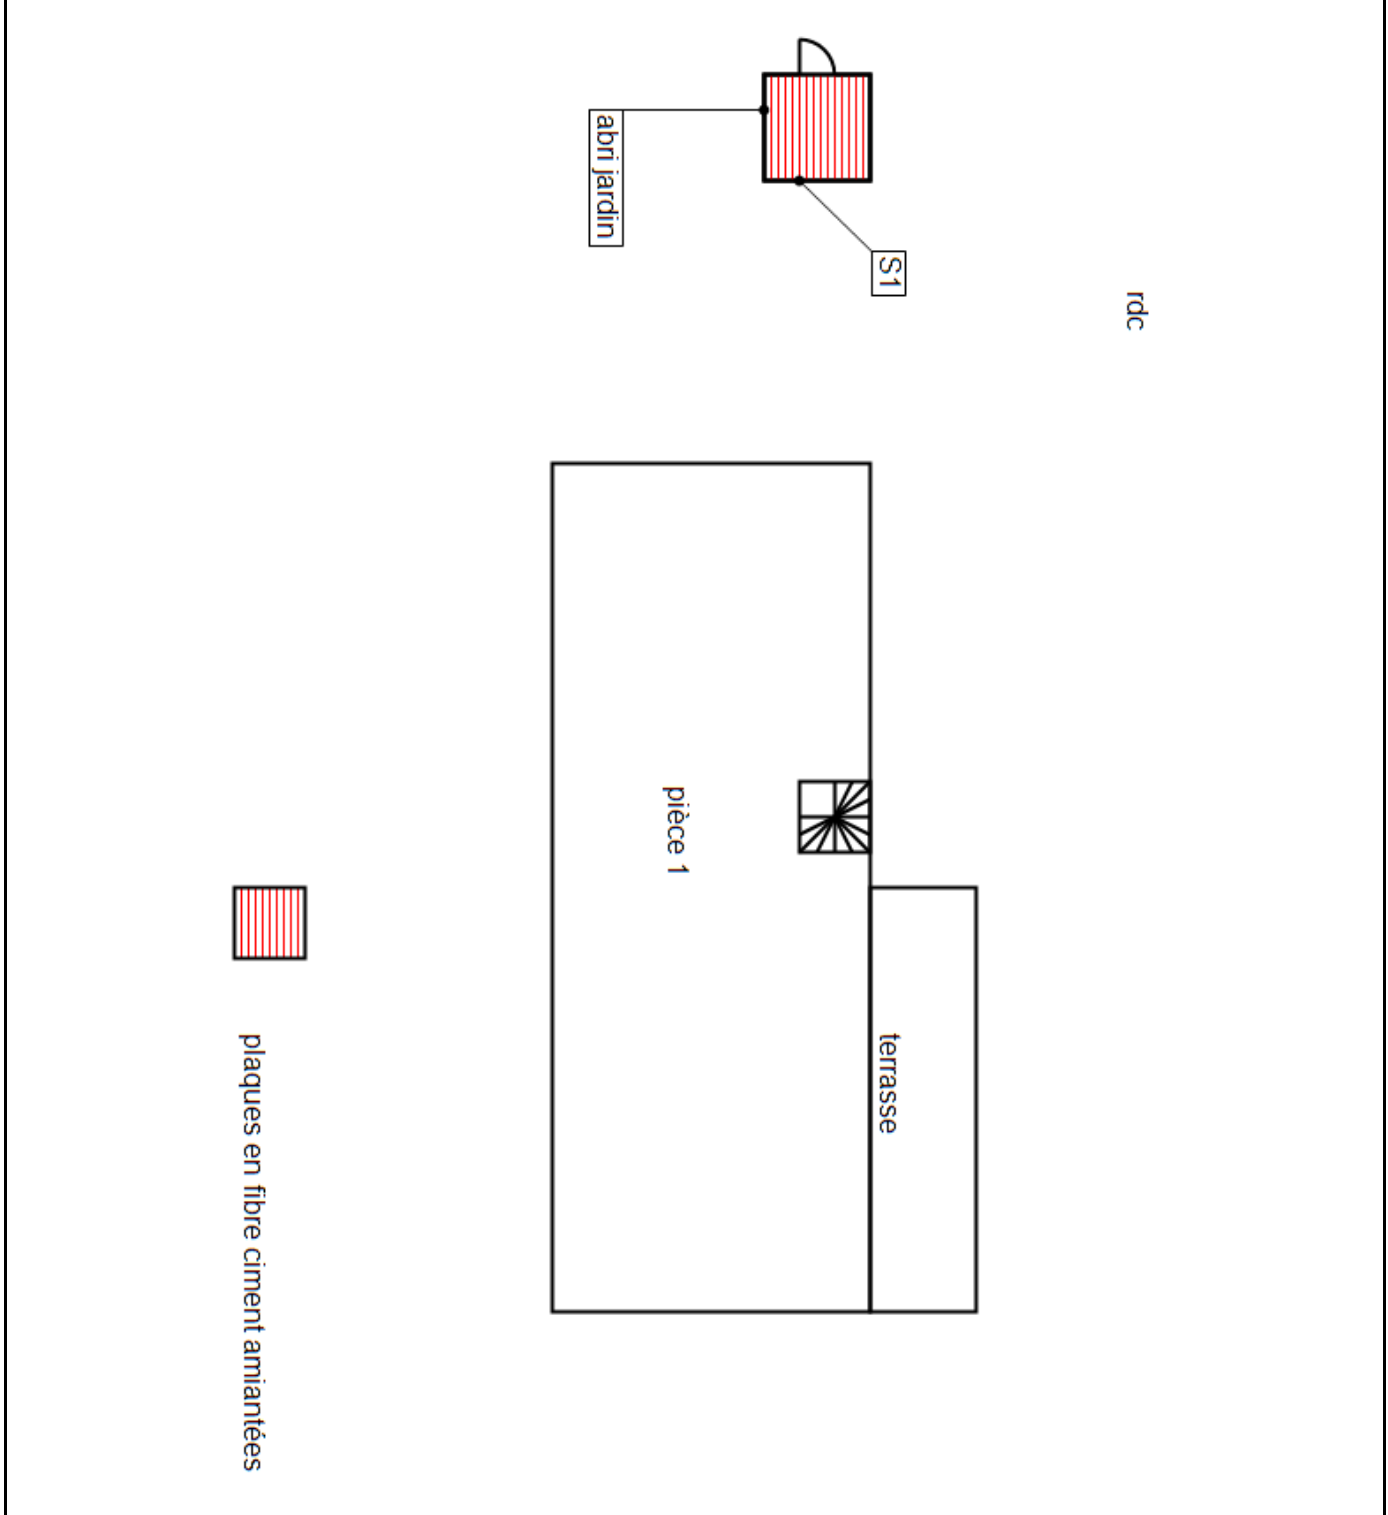 rdc
S1
abri jardin
terrasse
pièce 1
plaques en fibre ciment amiantées